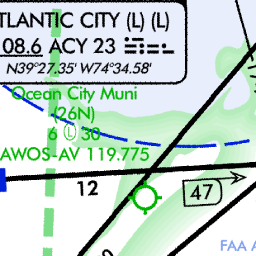 TLANTIC CITY (L) (L)
08.6 ACY 23
N39°27.35' W74°34.58'
Ocean City Muni
(26N)
6 Ⓛ 30
AWOS-AV 119.775
12
47
FAA A